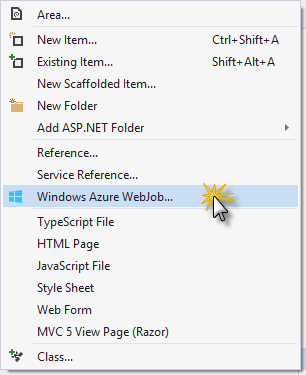 Area...
New Item... Ctrl+Shift+A
Existing Item... Shift+Alt+A
New Scaffolded Item...
New Folder
Add ASP.NET Folder
Reference...
Service Reference...
Windows Azure WebJob...
TypeScript File
HTML Page
JavaScript File
Style Sheet
Web Form
MVC 5 View Page (Razor)
Class...